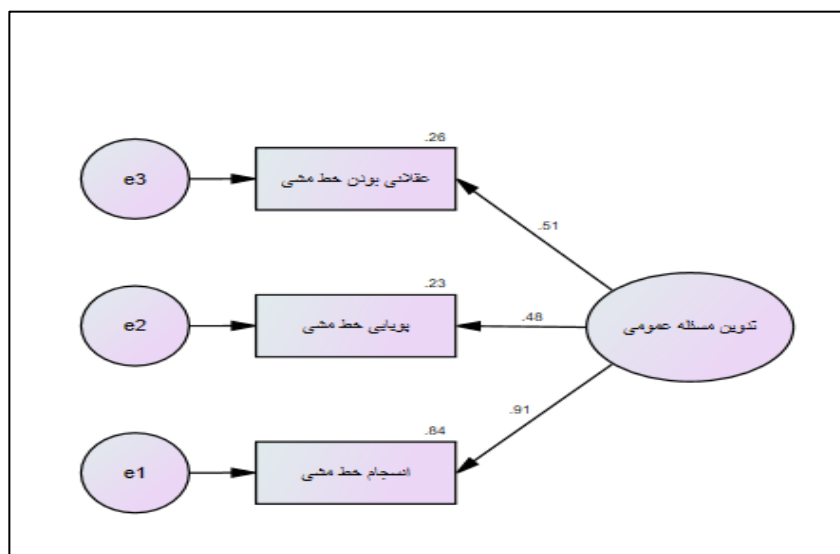 .26
e3
عقلانی بودن خط مشی
.51
.23
e2
پویایی خط مشی
.48
تدوین مسئله عمومی
.91
.84
e1
انسجام خط مشی